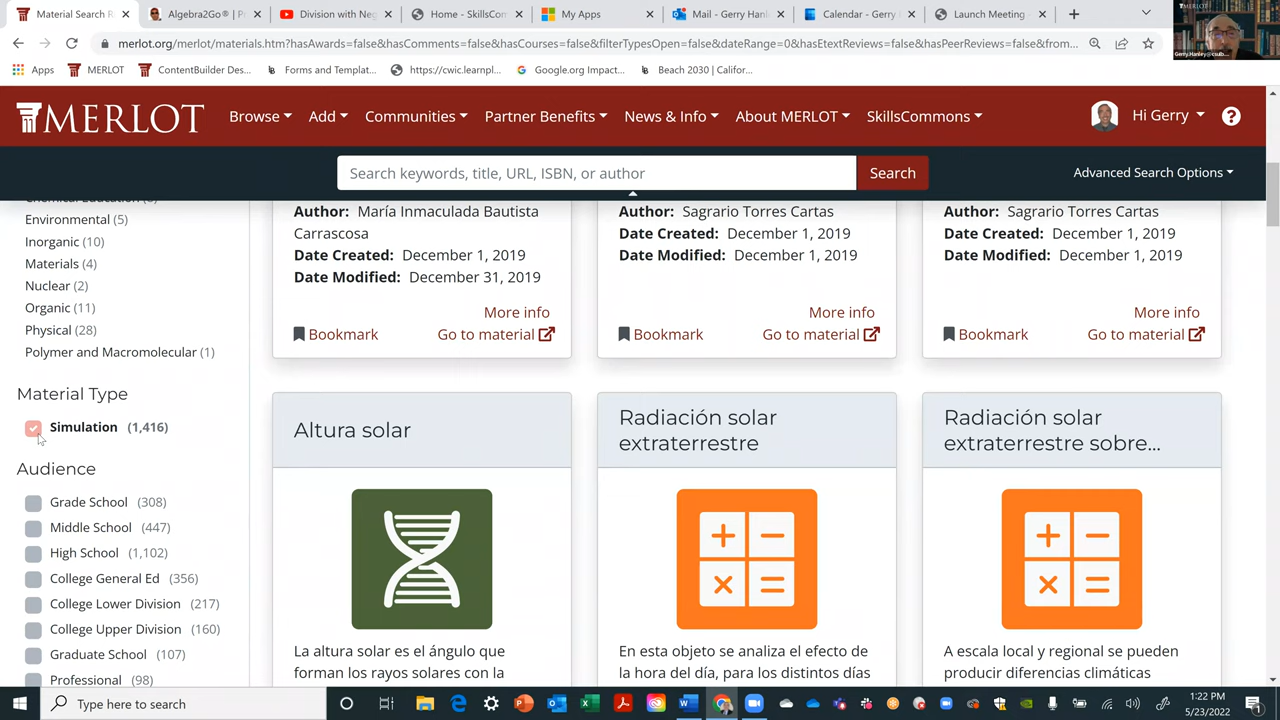 Material Search R
Algebra2Go® | P
Division with Neg
Home - SkillsCom
My Apps
Mail - Gerry Hanl
Calendar - Gerry
Launch Meeting
merlot.org/merlot/materials.htm?hasAwards=false&hasComments=false&hasCourses=false&filterTypesOpen=false&dateRange=0&hasEtextReviews=false&hasPeerReviews=false&from...
Apps
MERLOT
ContentBuilder Des...
Forms and Templat...
https://cwic.learnpi...
Google.org Impact...
Beach 2030 | Califor...
MERLOT
Gerry.Hanley@csulb....
MERLOT
Browse
Add
Communities
Partner Benefits
News & Info
About MERLOT
SkillsCommons
Hi Gerry
?
Search keywords, title, URL, ISBN, or author
Search
Advanced Search Options
Environmental (5)
Inorganic (10)
Materials (4)
Nuclear (2)
Organic (11)
Physical (28)
Polymer and Macromolecular (1)
Material Type
Simulation (1,416)
Audience
Grade School (308)
Middle School (447)
High School (1,102)
College General Ed (356)
College Lower Division (217)
College Upper Division (160)
Graduate School (107)
Professional (98)
Author: María Inmaculada Bautista
Carrascosa
Date Created: December 1, 2019
Date Modified: December 31, 2019
More info
Bookmark
Go to material
Author: Sagrario Torres Cartas
Date Created: December 1, 2019
Date Modified: December 1, 2019
More info
Bookmark
Go to material
Author: Sagrario Torres Cartas
Date Created: December 1, 2019
Date Modified: December 1, 2019
More info
Bookmark
Go to material
Altura solar
La altura solar es el ángulo que
forman los rayos solares con la
Radiación solar
extraterrestre
En esta objeto se analiza el efecto de
la hora del día, para los distintos días
Radiación solar
extraterrestre sobre...
A escala local y regional se pueden
producir diferencias climáticas
Type here to search
1:22 PM
5/23/2022
1